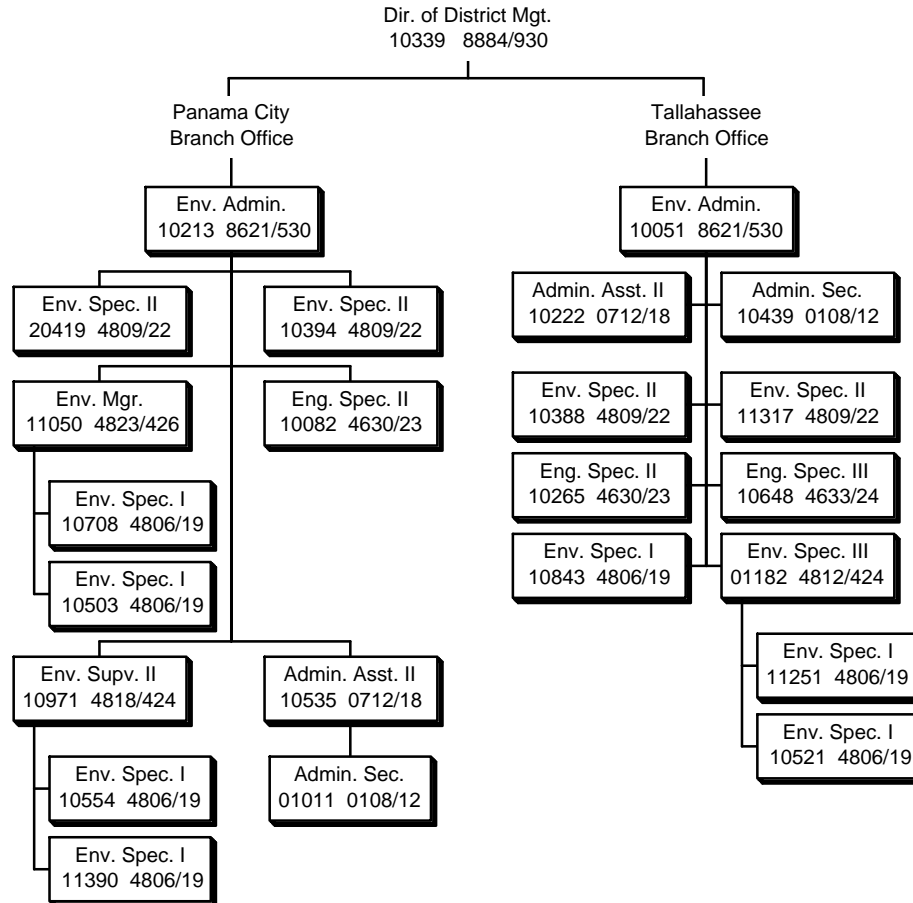 Dir. of District Mgt.
10339 8884/930
Panama City
Branch Office
Env. Admin.
10213 8621/530
Env. Spec. II
20419 4809/22
Env. Spec. II
10394 4809/22
Env. Mgr.
11050 4823/426
Eng. Spec. II
10082 4630/23
Env. Spec. I
10708 4806/19
Env. Spec. I
10503 4806/19
Env. Supv. II
10971 4818/424
Admin. Asst. II
10535 0712/18
Env. Spec. I
10554 4806/19
Admin. Sec.
01011 0108/12
Env. Spec. I
11390 4806/19
Tallahassee
Branch Office
Env. Admin.
10051 8621/530
Admin. Asst. II
10222 0712/18
Admin. Sec.
10439 0108/12
Env. Spec. II
10388 4809/22
Env. Spec. II
11317 4809/22
Eng. Spec. II
10265 4630/23
Eng. Spec. III
10648 4633/24
Env. Spec. I
10843 4806/19
Env. Spec. III
01182 4812/424
Env. Spec. I
11251 4806/19
Env. Spec. I
10521 4806/19